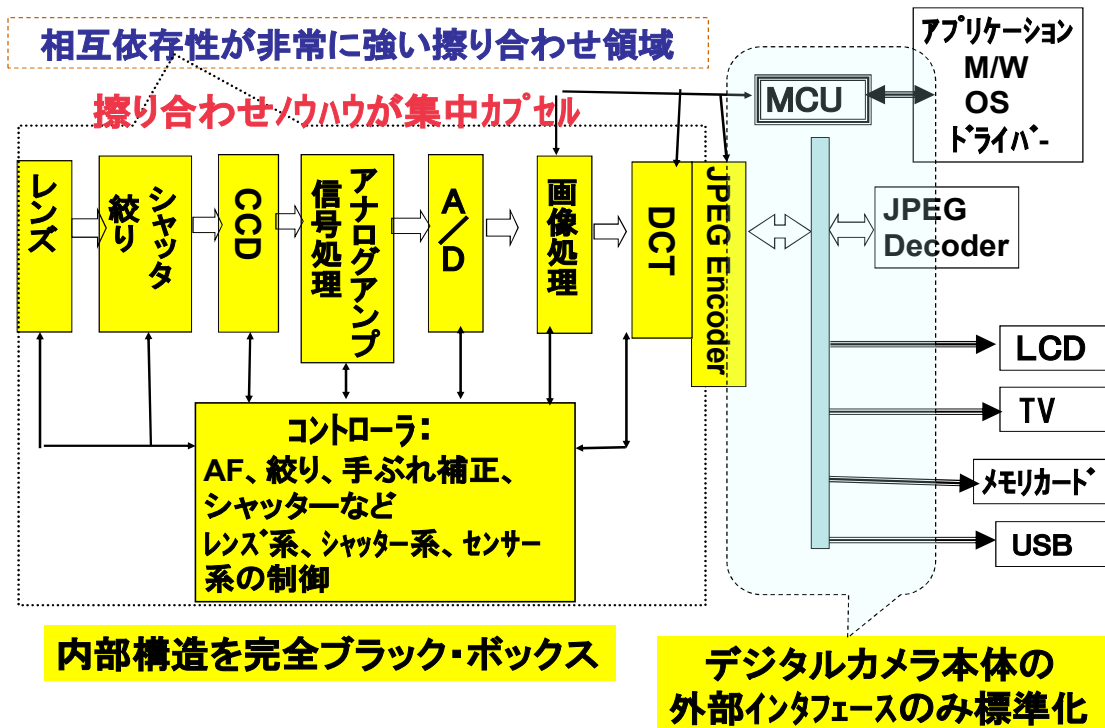 相互依存性が非常に強い擦り合わせ領域
擦り合わせﾉｳﾊｳが集中ｶﾌﾟｾﾙ
アプリケーション
M/W
OS
ﾄﾞﾗｲﾊﾞ-
MCU
レンズ
シャッタ
絞り
CCD
アナログアンプ
信号処理
A／D
画像処理
DCT
JPEG Encoder
JPEG
Decoder
コントローラ：
AF、絞り、手ぶれ補正、
シャッターなど
ﾚﾝｽﾞ系、ｼｬｯﾀｰ系、ｾﾝｻｰ
系の制御
LCD
TV
ﾒﾓﾘｶｰﾄﾞ
USB
内部構造を完全ブラック・ボックス
デジタルカメラ本体の
外部ｲﾝﾀﾌｪｰｽのみ標準化